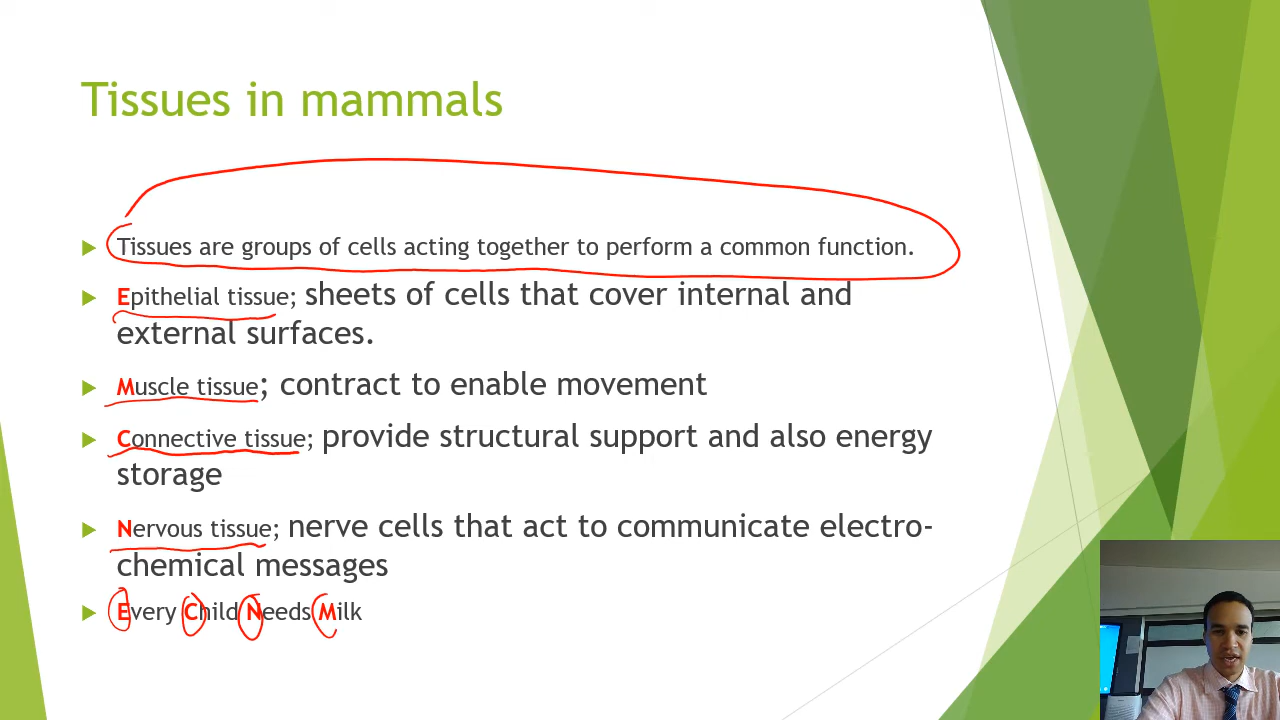 Tissues in mammals
Tissues are groups of cells acting together to perform a common function.
Epithelial tissue; sheets of cells that cover internal and
external surfaces.
Muscle tissue; contract to enable movement
Connective tissue; provide structural support and also energy
storage
Nervous tissue; nerve cells that act to communicate electro-
chemical messages
Every Child Needs Milk